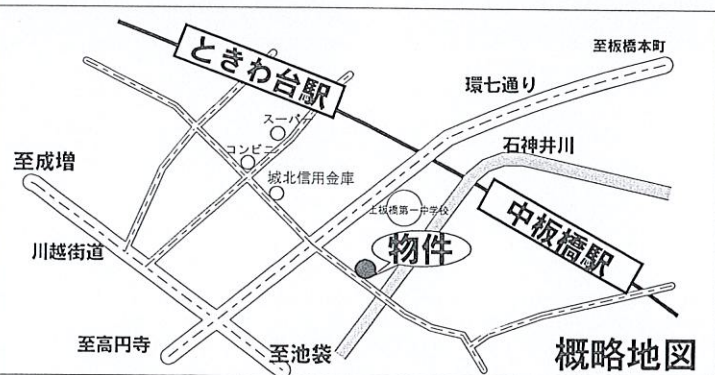 至板橋本町
ときわ台駅
環七通り
スーパー
コンビニ
石神井川
至成増
城北信用金庫
上板橋第一中学校
中板橋駅
川越街道
物件
至高円寺
至池袋
概略地図